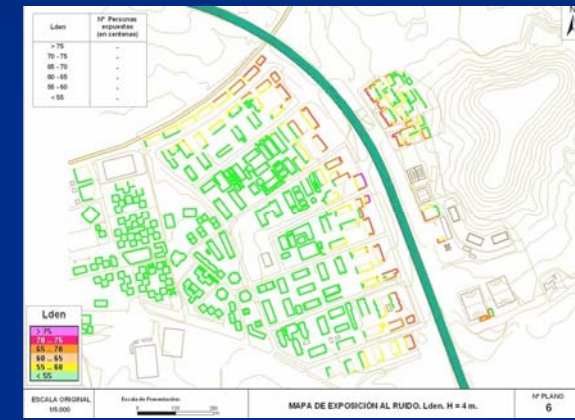 N
Lden
Nº Personas
expuestas
(en centenas)
> 75 -
70 - 75 -
65 - 70 -
60 - 65 -
55 - 60 -
< 55 -
Lden
> 75
70 .. 75
65 .. 70
60 .. 65
55 .. 60
< 55
ESCALA ORIGINAL
1/5.000
Escala de Presentación:
MAPA DE EXPOSICIÓN AL RUIDO. Lden. H = 4 m.
Nº PLANO
6